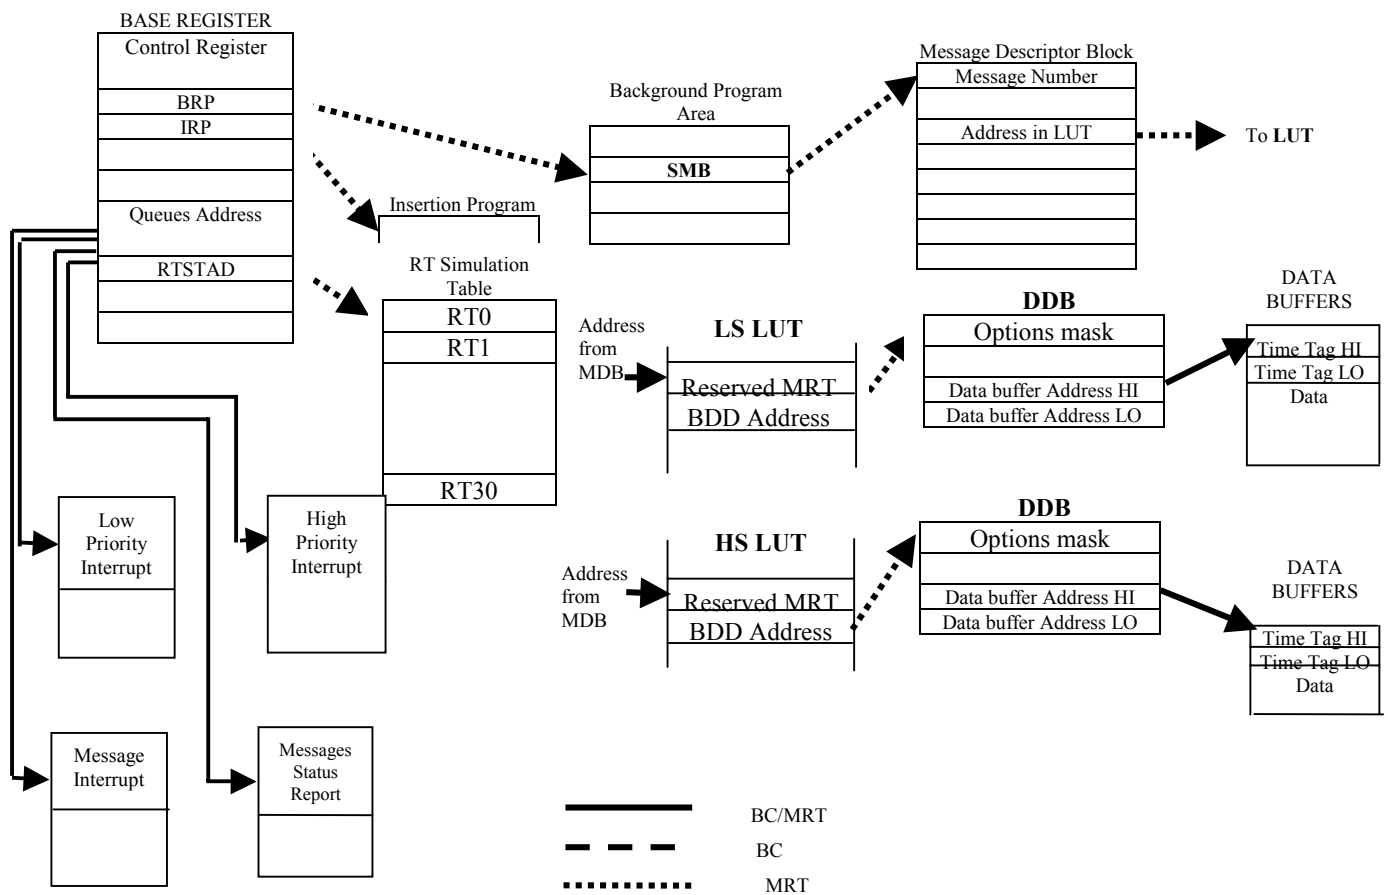 BASE REGISTER
Control Register
BRP
IRP
Queues Address
RTSTAD
Insertion Program
RT Simulation
Table
RT0
RT1
RT30
Background Program
Area
SMB
Message Descriptor Block
Message Number
Address in LUT
To LUT
Address
from
MDB
LS LUT
Reserved MRT
BDD Address
DDB
Options mask
Data buffer Address HI
Data buffer Address LO
DATA
BUFFERS
Time Tag HI
Time Tag LO
Data
Address
from
MDB
HS LUT
Reserved MRT
BDD Address
DDB
Options mask
Data buffer Address HI
Data buffer Address LO
DATA
BUFFERS
Time Tag HI
Time Tag LO
Data
Low
Priority
Interrupt
High
Priority
Interrupt
Message
Interrupt
Messages
Status
Report
BC/MRT
BC
MRT